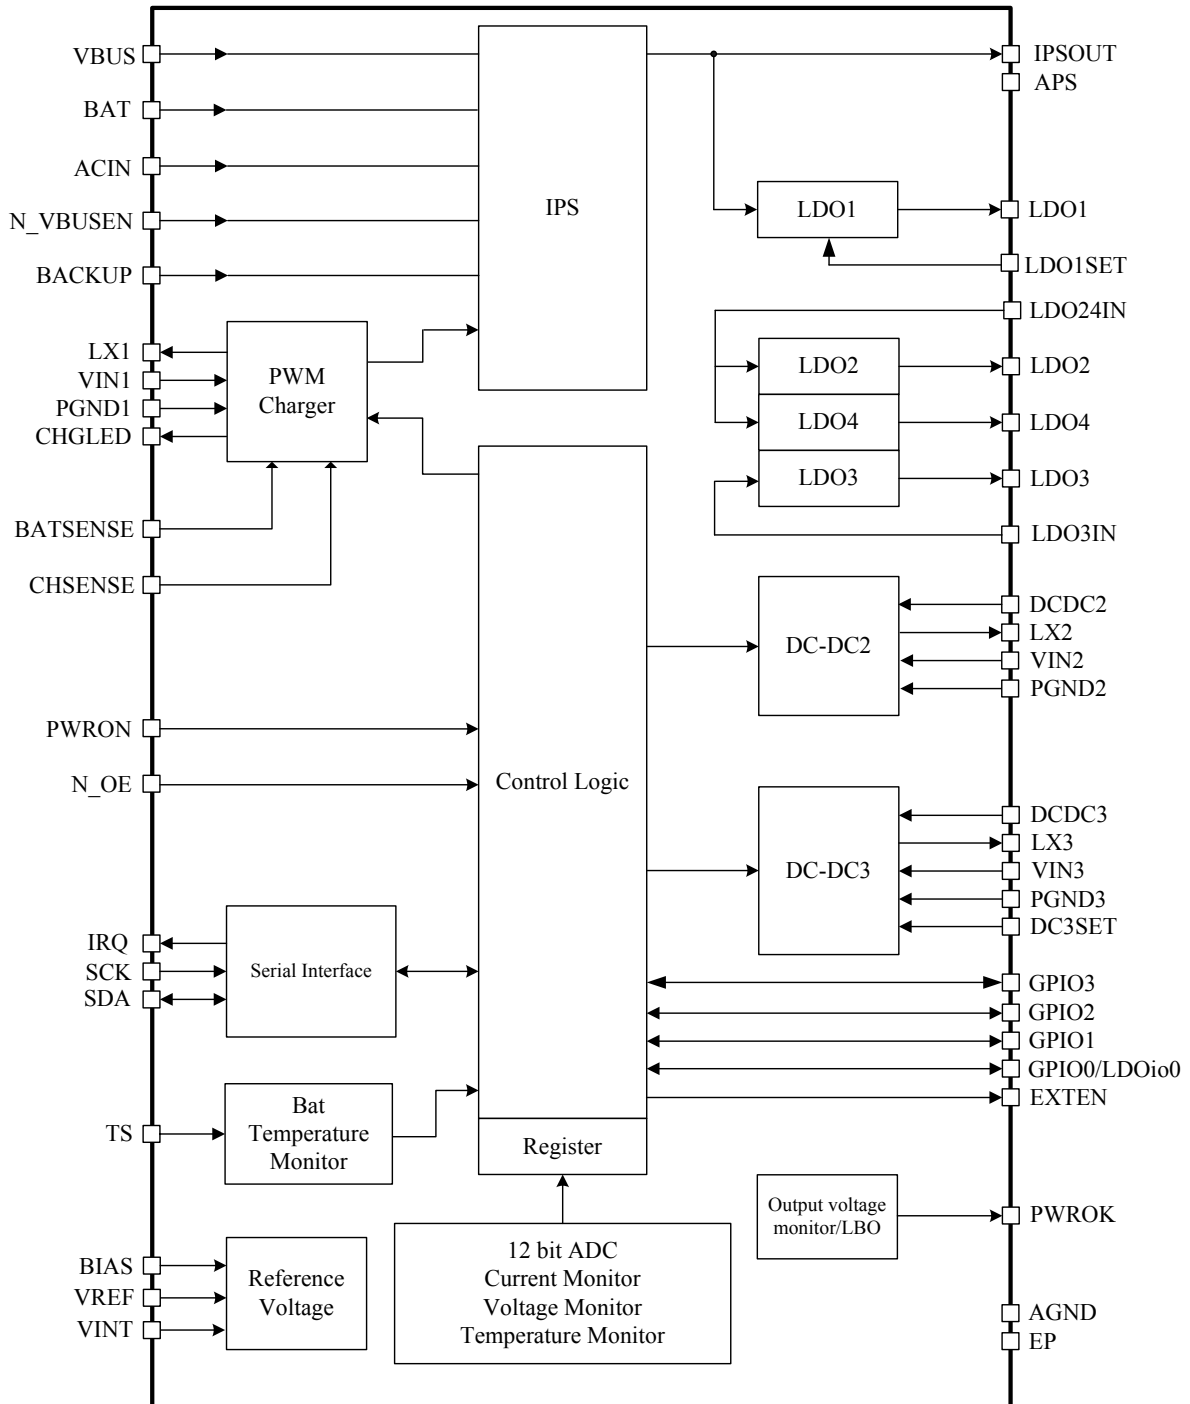 VBUS
BAT
ACIN
N_VBUSEN
BACKUP
LX1
VIN1
PGND1
CHGLED
BATSENSE
CHSENSE
PWRON
N_OE
IRQ
SCK
SDA
TS
BIAS
VREF
VINT
IPS
PWM
Charger
Control Logic
Serial Interface
Bat
Temperature
Monitor
Register
Reference
Voltage
12 bit ADC
Current Monitor
Voltage Monitor
Temperature Monitor
LDO1
LDO2
LDO4
LDO3
DC-DC2
DC-DC3
Output voltage
monitor/LBO
IPSOUT
APS
LDO1
LDO1SET
LDO24IN
LDO2
LDO4
LDO3
LDO3IN
DCDC2
LX2
VIN2
PGND2
DCDC3
LX3
VIN3
PGND3
DC3SET
GPIO3
GPIO2
GPIO1
GPIO0/LDOio0
EXTEN
PWROK
AGND
EP